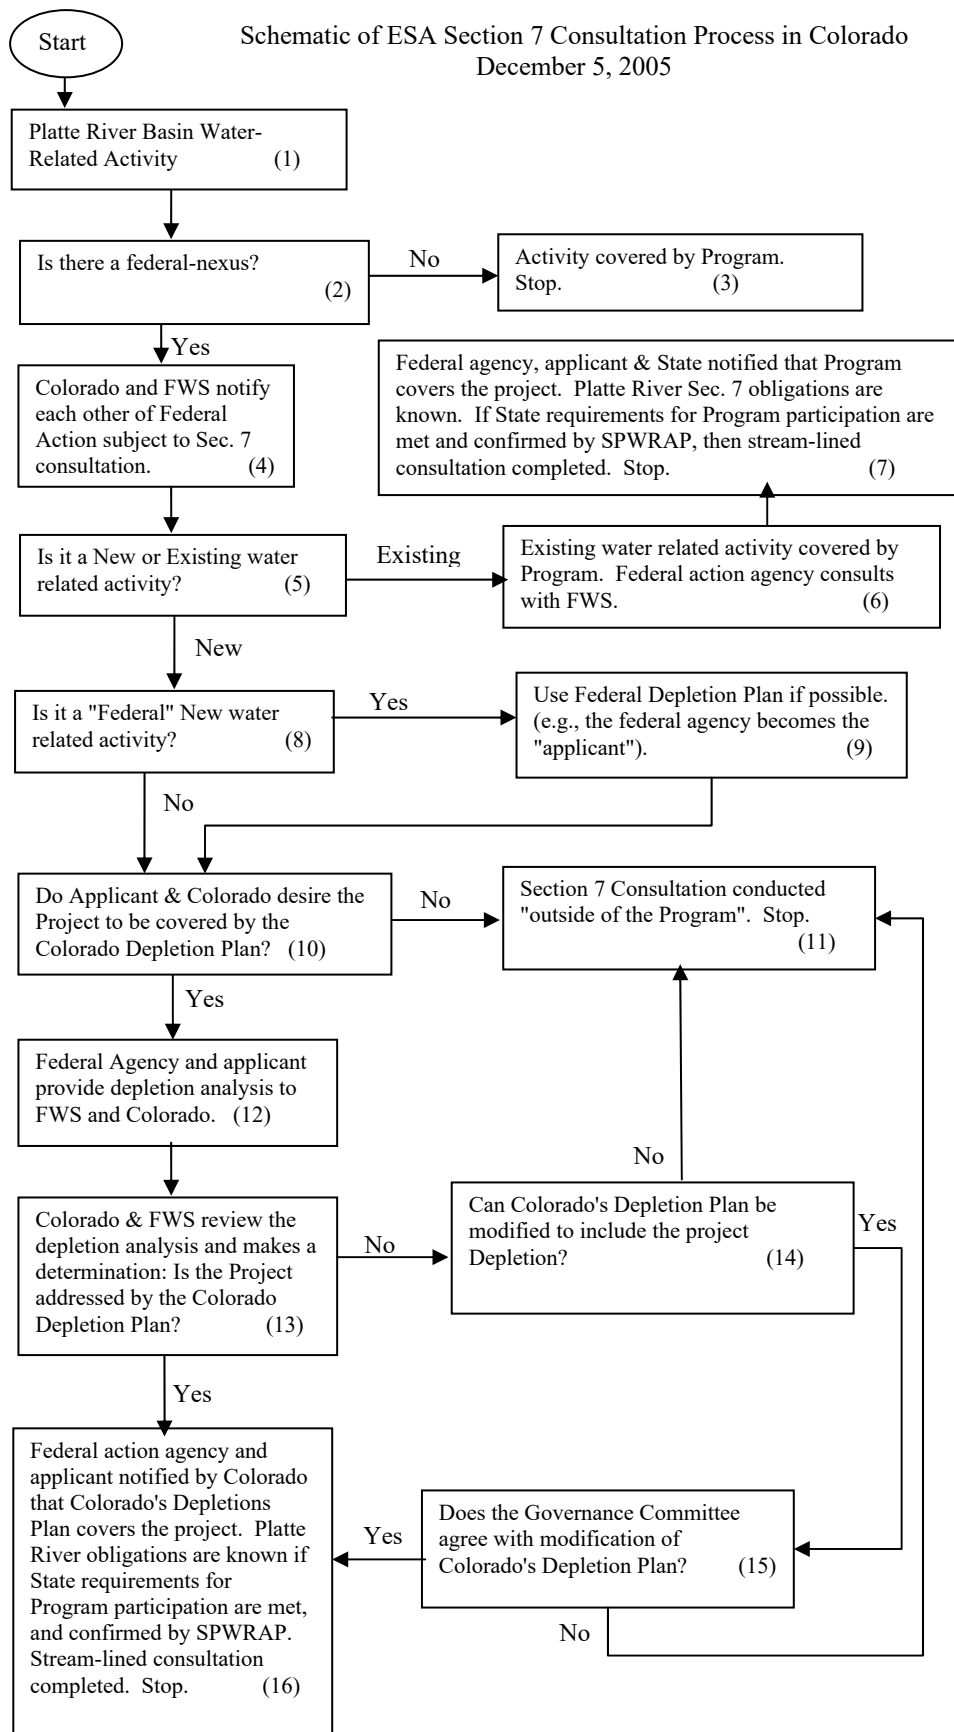 Start
Schematic of ESA Section 7 Consultation Process in Colorado
December 5, 2005
Platte River Basin Water-
Related Activity (1)
Is there a federal-nexus?
(2)
No
Activity covered by Program.
Stop. (3)
Yes
Colorado and FWS notify
each other of Federal
Action subject to Sec. 7
consultation. (4)
Federal agency, applicant & State notified that Program
covers the project. Platte River Sec. 7 obligations are
known. If State requirements for Program participation are
met and confirmed by SPWRAP, then stream-lined
consultation completed. Stop. (7)
Is it a New or Existing water
related activity? (5)
Existing
Existing water related activity covered by
Program. Federal action agency consults
with FWS. (6)
New
Is it a "Federal" New water
related activity? (8)
Yes
Use Federal Depletion Plan if possible.
(e.g., the federal agency becomes the
"applicant"). (9)
No
Do Applicant & Colorado desire the
Project to be covered by the
Colorado Depletion Plan? (10)
No
Section 7 Consultation conducted
"outside of the Program". Stop.
(11)
Yes
Federal Agency and applicant
provide depletion analysis to
FWS and Colorado. (12)
Colorado & FWS review the
depletion analysis and makes a
determination: Is the Project
addressed by the Colorado
Depletion Plan? (13)
No
No
Can Colorado's Depletion Plan be
modified to include the project
Depletion? (14)
Yes
Yes
Federal action agency and
applicant notified by Colorado
that Colorado's Depletions
Plan covers the project. Platte
River obligations are known if
State requirements for
Program participation are met,
and confirmed by SPWRAP.
Stream-lined consultation
completed. Stop. (16)
Yes
Does the Governance Committee
agree with modification of
Colorado's Depletion Plan? (15)
No